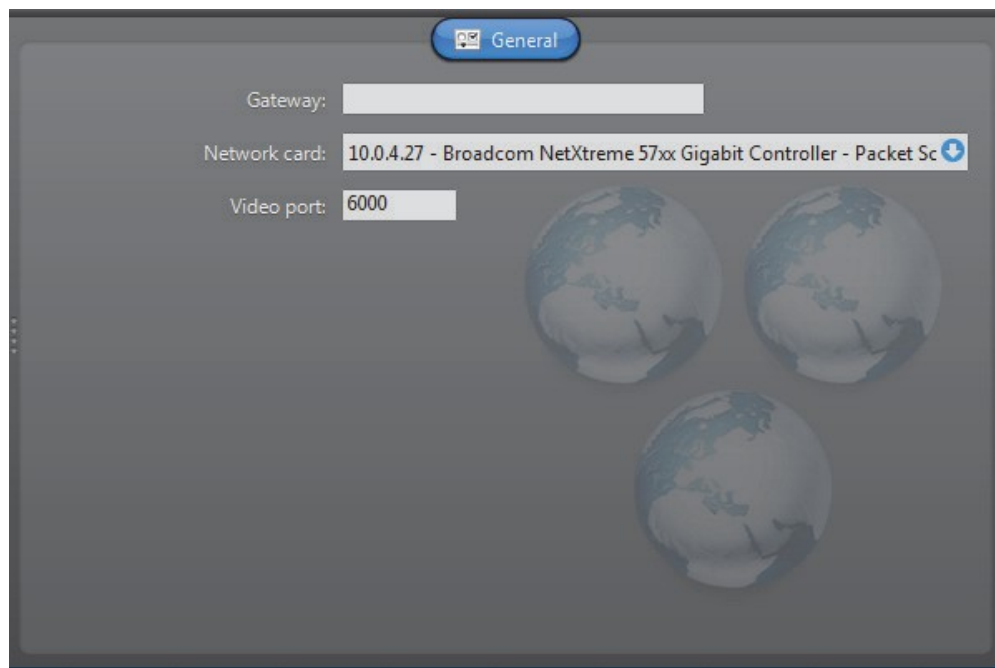 General
Gateway:
Network card: 10.0.4.27 - Broadcom NetXtreme 57xx Gigabit Controller - Packet Sc
Video port: 6000